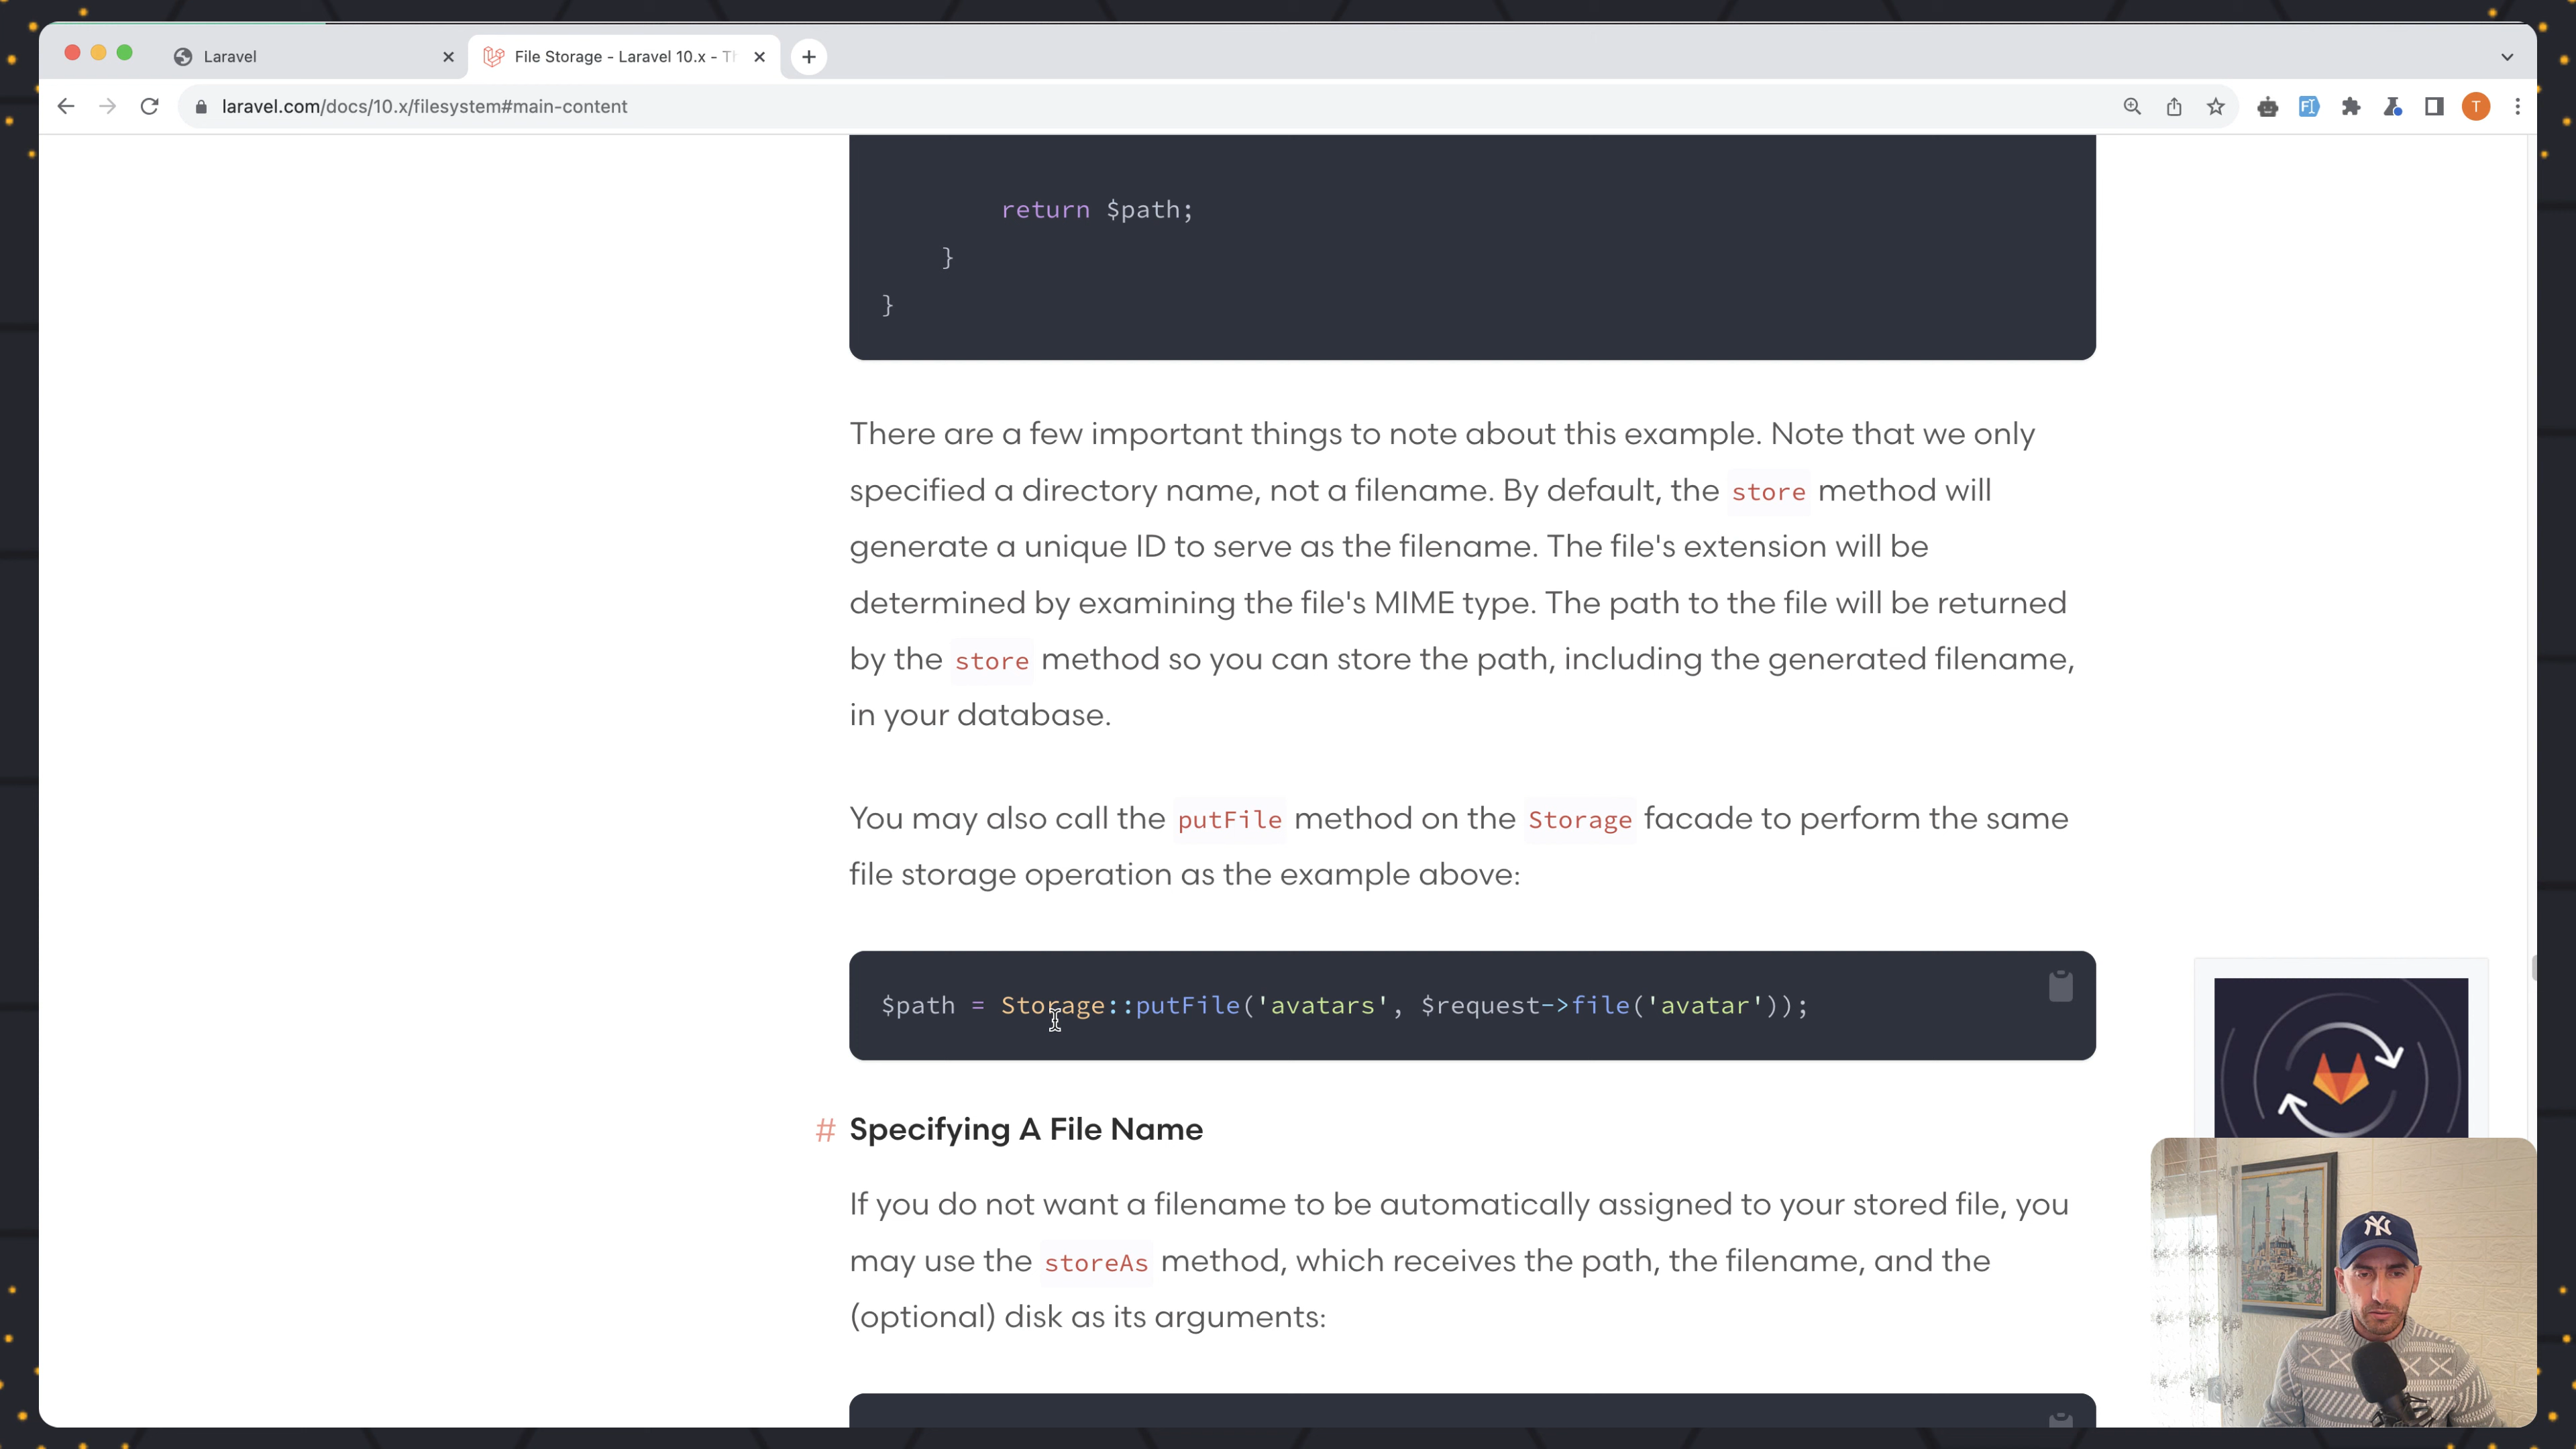 Laravel
File Storage - Laravel 10.x - Th
laravel.com/docs/10.x/filesystem#main-content
T
return $path;
}
}
There are a few important things to note about this example. Note that we only
specified a directory name, not a filename. By default, the store method will
generate a unique ID to serve as the filename. The file's extension will be
determined by examining the file's MIME type. The path to the file will be returned
by the store method so you can store the path, including the generated filename,
in your database.
You may also call the putFile method on the Storage facade to perform the same
file storage operation as the example above:
$path = Storage::putFile('avatars', $request->file('avatar'));
# Specifying A File Name
If you do not want a filename to be automatically assigned to your stored file, you
may use the storeAs method, which receives the path, the filename, and the
(optional) disk as its arguments:
NY